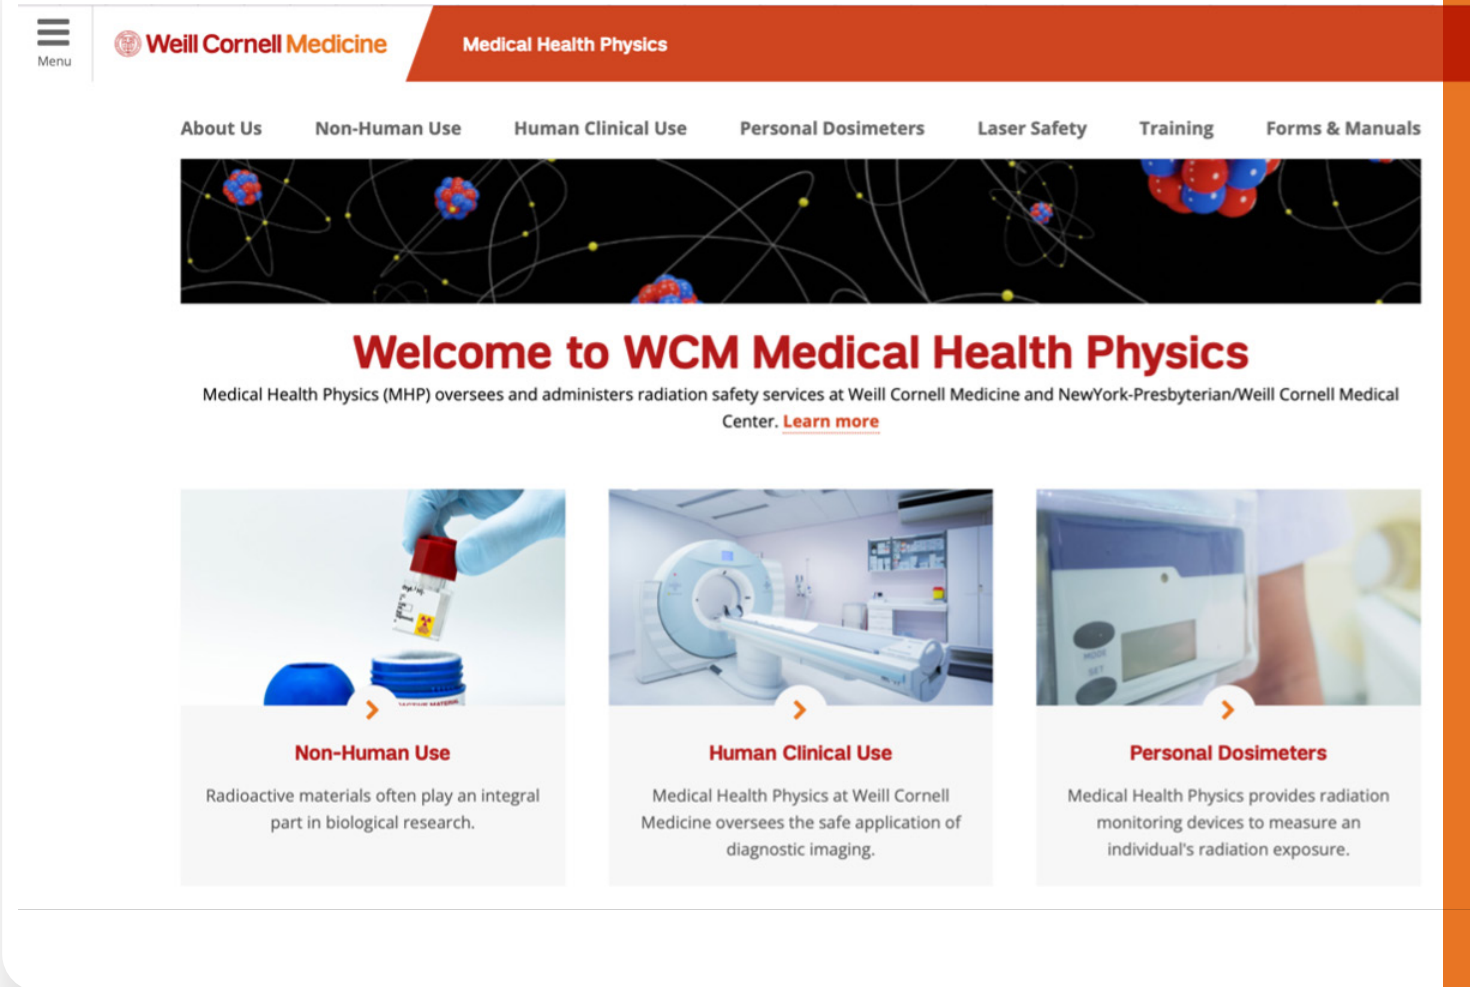 Menu
Weill Cornell Medicine
Medical Health Physics
About Us
Non-Human Use
Human Clinical Use
Personal Dosimeters
Laser Safety
Training
Forms & Manuals
Welcome to WCM Medical Health Physics
Medical Health Physics (MHP) oversees and administers radiation safety services at Weill Cornell Medicine and NewYork-Presbyterian/Weill Cornell Medical
Center. Learn more
MODE
SET
Non-Human Use
Radioactive materials often play an integral
part in biological research.
Human Clinical Use
Medical Health Physics at Weill Cornell
Medicine oversees the safe application of
diagnostic imaging.
Personal Dosimeters
Medical Health Physics provides radiation
monitoring devices to measure an
individual's radiation exposure.